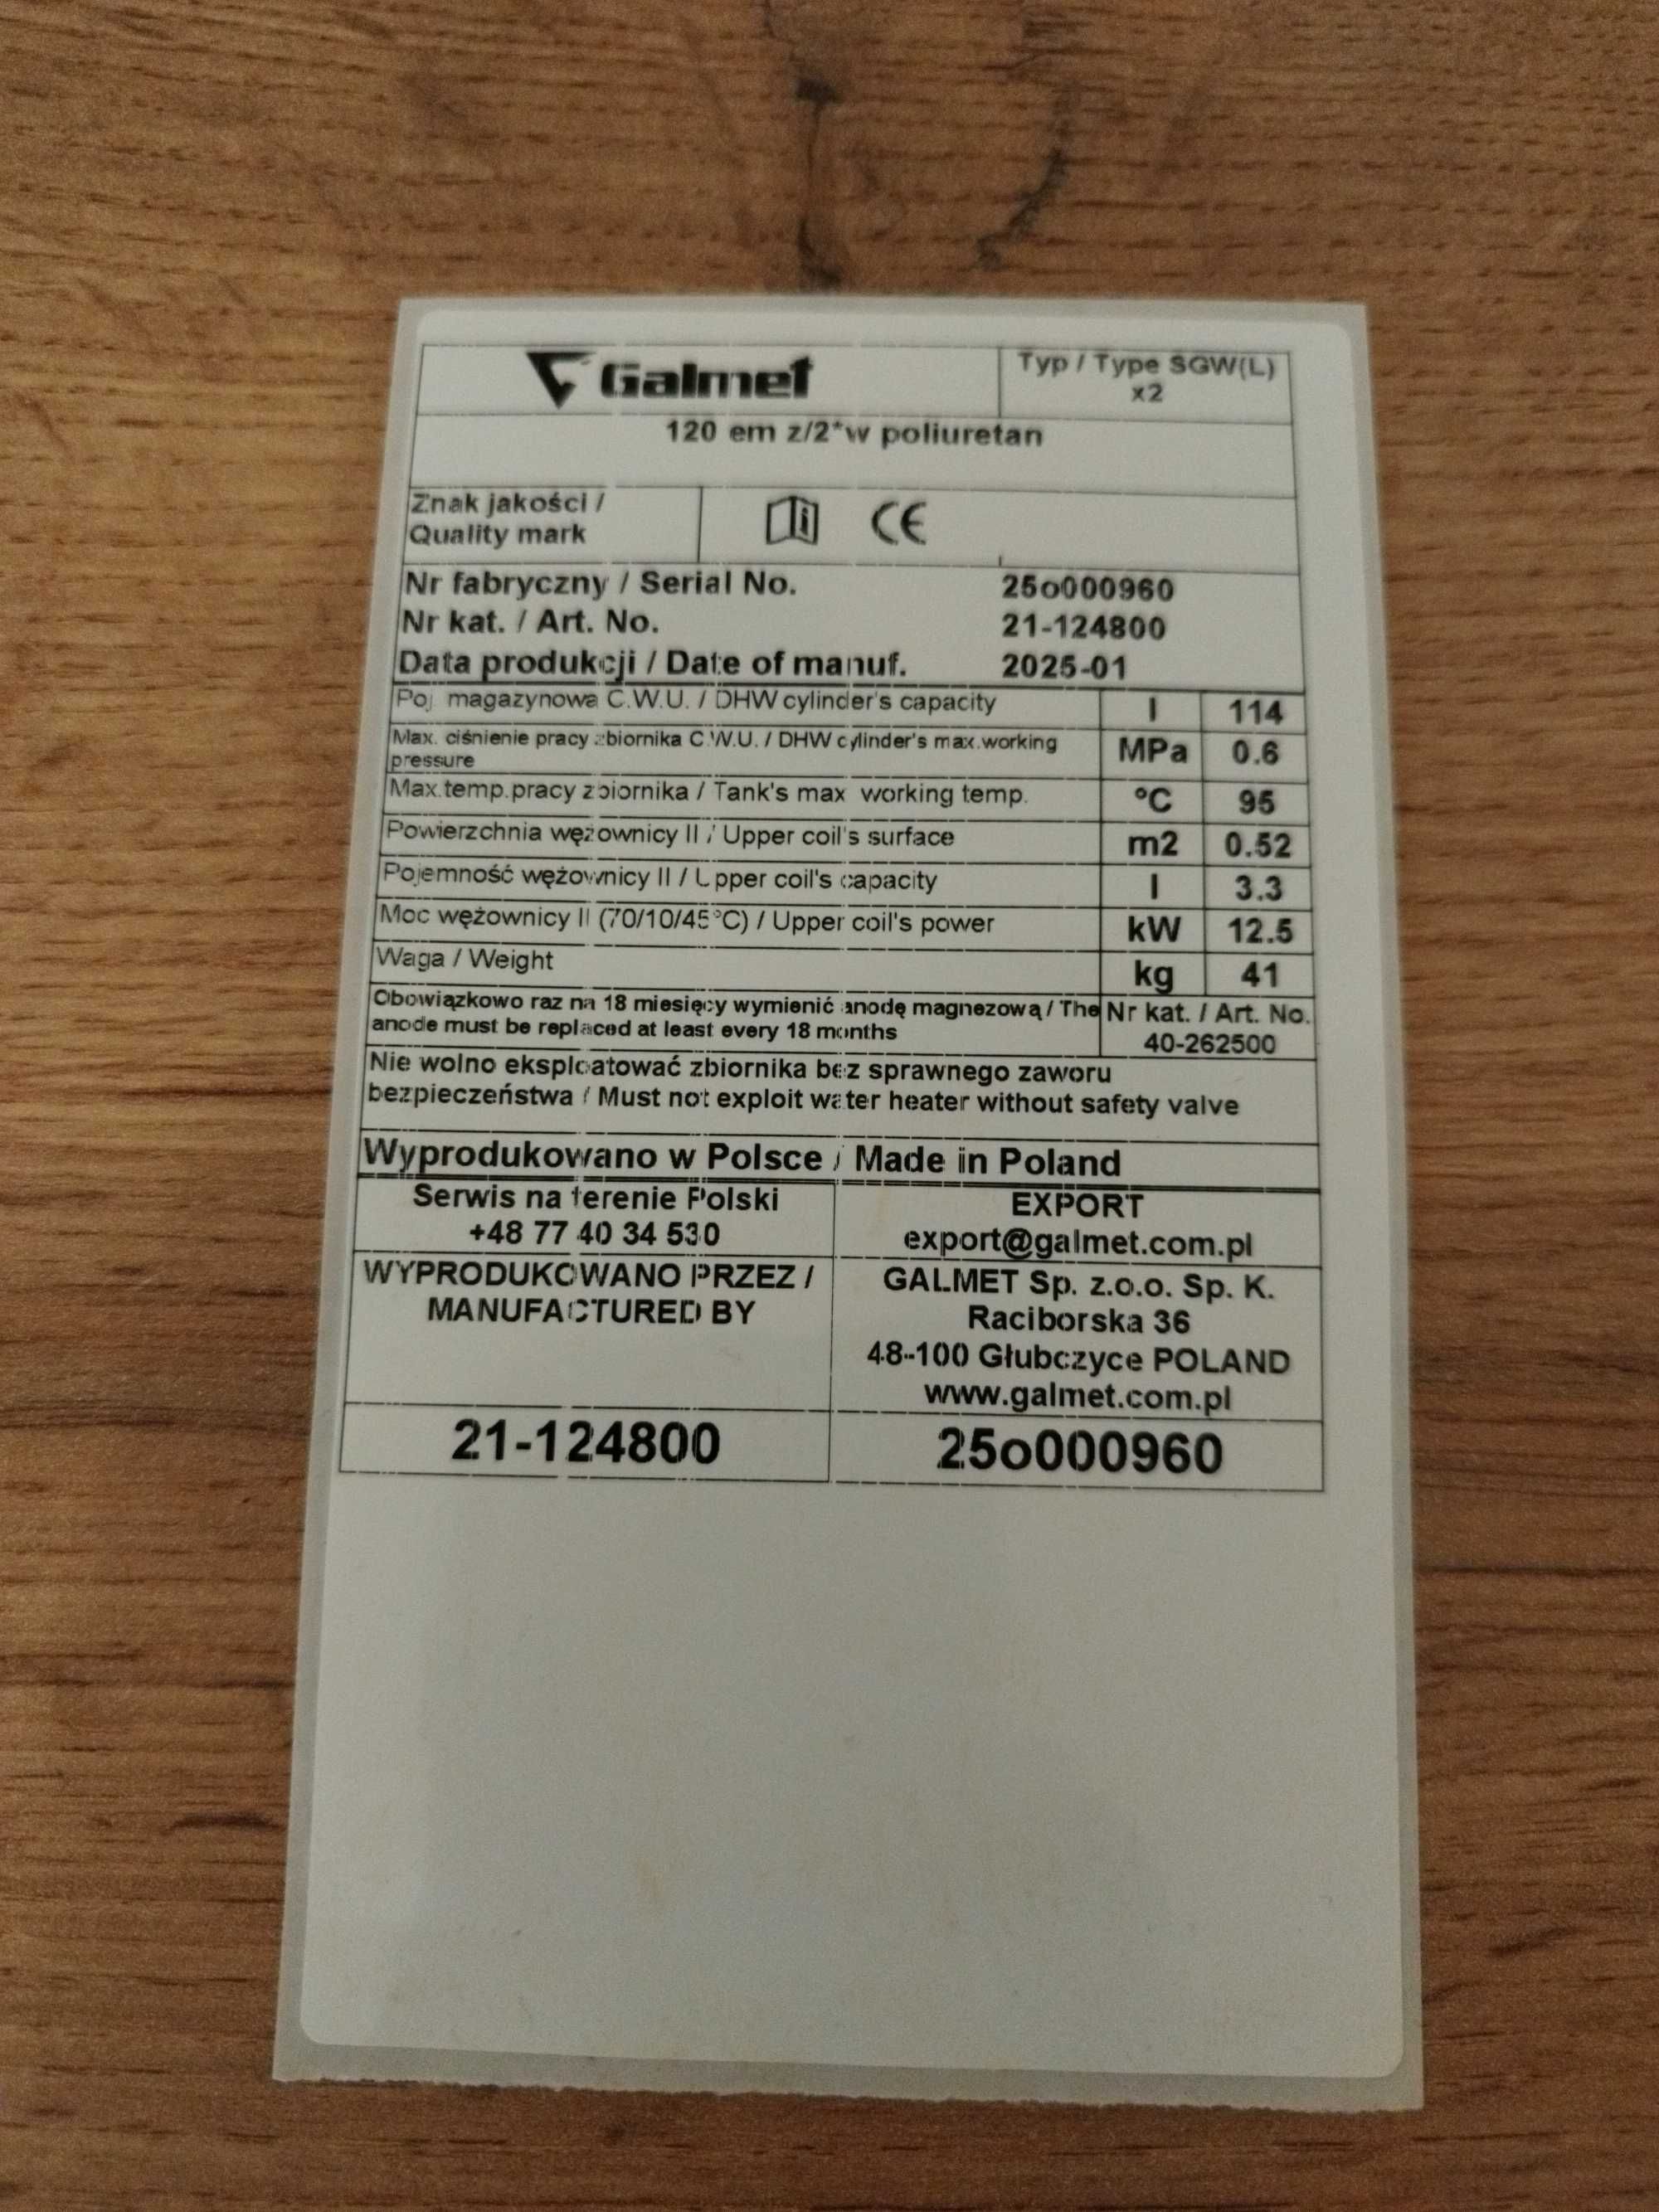 Galmet
Typ / Type SGW(L)
x2
120 em z/2*w poliuretan
Znak jakości /
Quality mark
i CE
Nr fabryczny / Serial No. 25o000960
Nr kat. / Art. No. 21-124800
Data produkcji / Date of manuf. 2025-01
Poj. magazynowa C.W.U. / DHW cylinder's capacity l 114
Max. ciśnienie pracy zbiornika C.W.U. / DHW cylinder's max.working
pressure MPa 0.6
Max.temp.pracy zbiornika / Tank's max working temp. °C 95
Powierzchnia wężownicy II / Upper coil's surface m2 0.52
Pojemność wężownicy II / Upper coil's capacity l 3.3
Moc wężownicy II (70/10/45°C) / Upper coil's power kW 12.5
Waga / Weight kg 41
Obowiązkowo raz na 18 miesięcy wymienić anodę magnezową / The
anode must be replaced at least every 18 months
Nr kat. / Art. No.
40-262500
Nie wolno eksploatować zbiornika bez sprawnego zaworu
bezpieczeństwa / Must not exploit water heater without safety valve
Wyprodukowano w Polsce / Made in Poland
Serwis na terenie Polski
+48 77 40 34 530
EXPORT
export@galmet.com.pl
WYPRODUKOWANO PRZEZ /
MANUFACTURED BY
GALMET Sp. z.o.o. Sp. K.
Raciborska 36
48-100 Głubczyce POLAND
www.galmet.com.pl
21-124800
25o000960